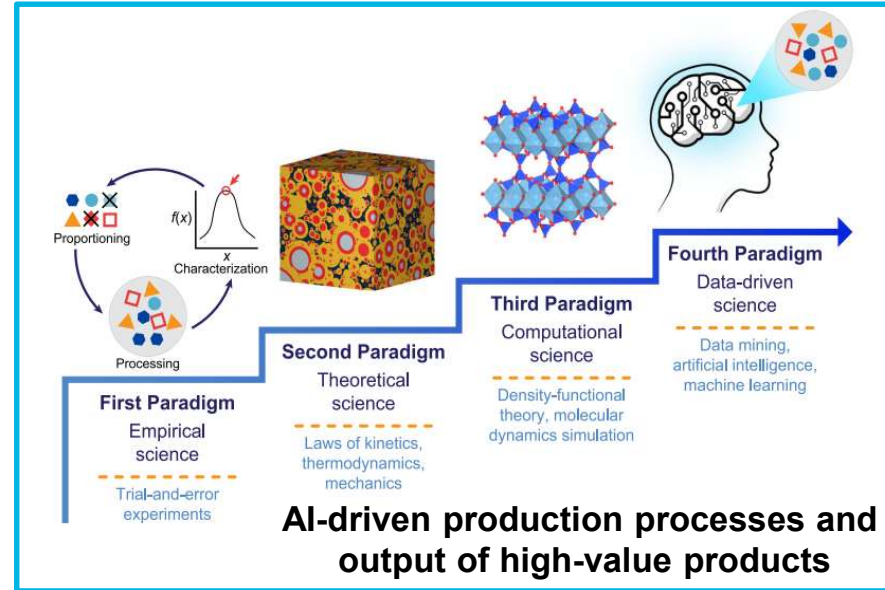 Proportioning
f(x)
x
Characterization
Processing
First Paradigm
Empirical
science
Trial-and-error
experiments
Second Paradigm
Theoretical
science
Laws of kinetics,
thermodynamics,
mechanics
Third Paradigm
Computational
science
Density-functional
theory, molecular
dynamics simulation
Fourth Paradigm
Data-driven
science
Data mining,
artificial intelligence,
machine learning
AI-driven production processes and
output of high-value products